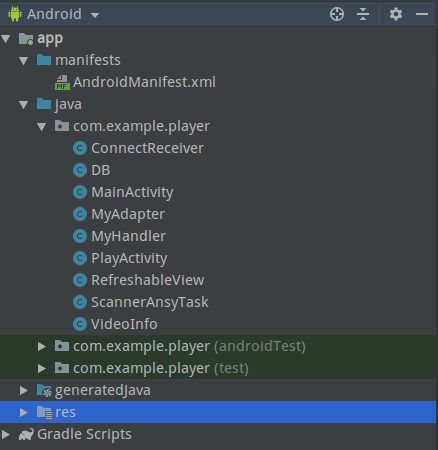 Android
app
manifests
AndroidManifest.xml
java
com.example.player
ConnectReceiver
DB
MainActivity
MyAdapter
MyHandler
PlayActivity
RefreshableView
ScannerAnsyTask
VideoInfo
com.example.player (androidTest)
com.example.player (test)
generatedJava
res
Gradle Scripts